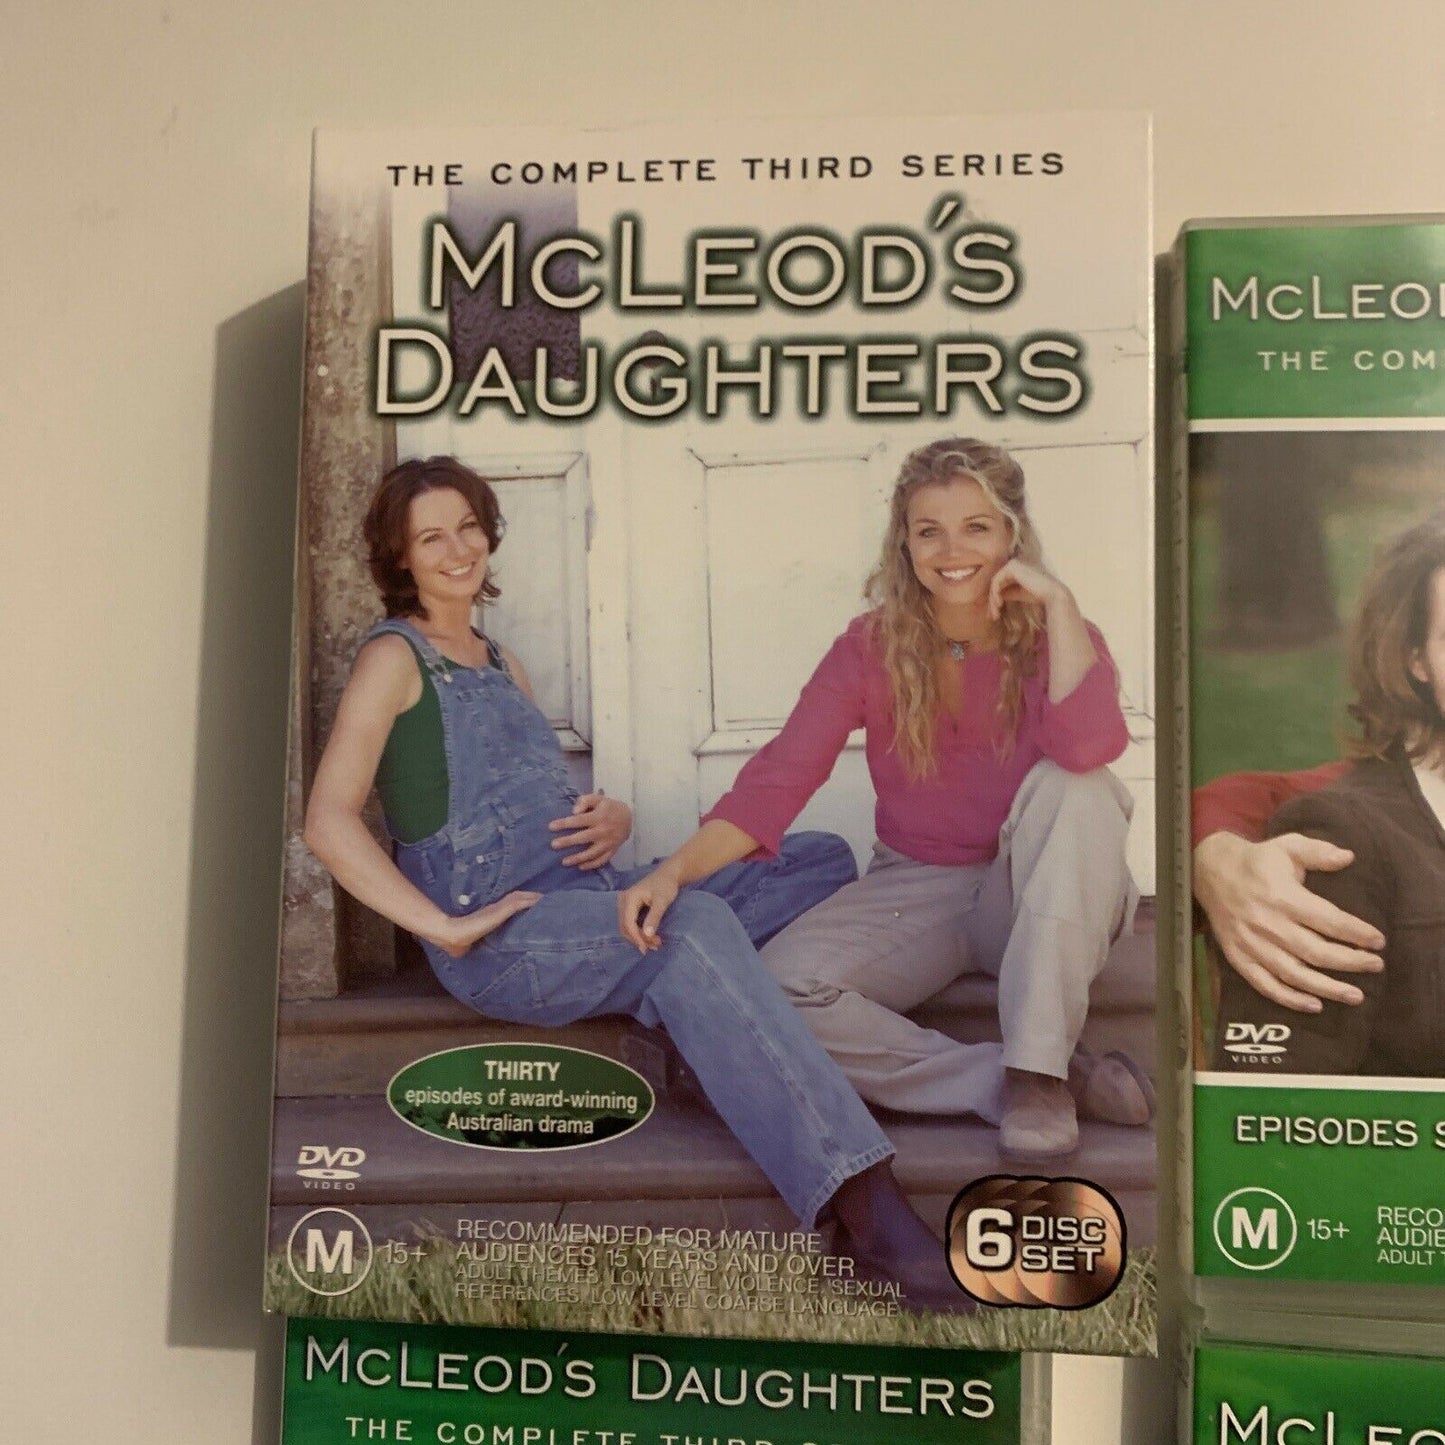 THE COMPLETE THIRD SERIES
McLEOD'S
DAUGHTERS
THIRTY
episodes of award-winning
Australian drama
DVD
VIDEO
M 15+
RECOMMENDED FOR MATURE
AUDIENCES 15 YEARS AND OVER
ADULT THEMES, LOW LEVEL VIOLENCE, SEXUAL
REFERENCES, LOW LEVEL COARSE LANGUAGE
6 DISC
SET
McLEOD'S DAUGHTERS
THE COMPLETE THIRD
McLEO
THE COM
DVD
VIDEO
EPISODES
M 15+
RECO
AUDIE
ADULT
McLEO